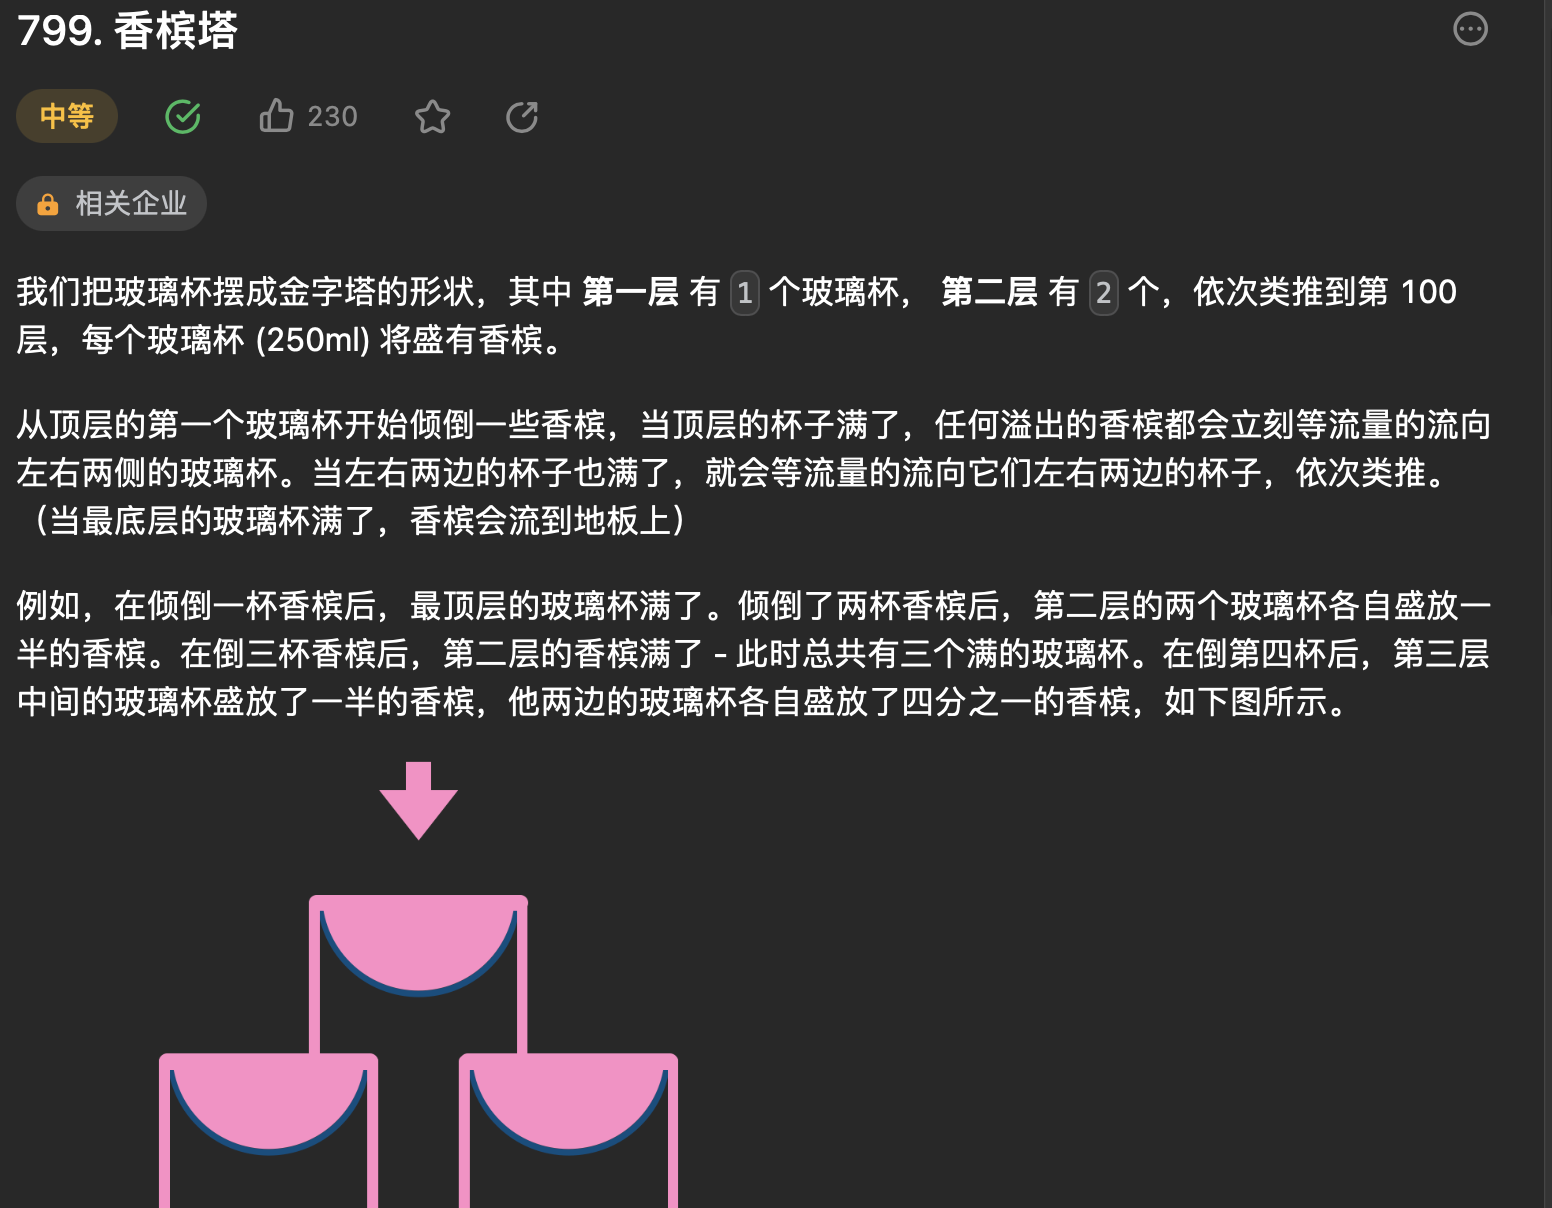 799. 香槟塔
中等
230
相关企业
我们把玻璃杯摆成金字塔的形状，其中 第一层 有 1 个玻璃杯， 第二层 有 2 个，依次类推到第 100
层，每个玻璃杯 (250ml) 将盛有香槟。
从顶层的第一个玻璃杯开始倾倒一些香槟，当顶层的杯子满了，任何溢出的香槟都会立刻等流量的流向
左右两侧的玻璃杯。当左右两边的杯子也满了，就会等流量的流向它们左右两边的杯子，依次类推。
（当最底层的玻璃杯满了，香槟会流到地板上）
例如，在倾倒一杯香槟后，最顶层的玻璃杯满了。倾倒了两杯香槟后，第二层的两个玻璃杯各自盛放一
半的香槟。在倒三杯香槟后，第二层的香槟满了 - 此时总共有三个满的玻璃杯。在倒第四杯后，第三层
中间的玻璃杯盛放了一半的香槟，他两边的玻璃杯各自盛放了四分之一的香槟，如下图所示。